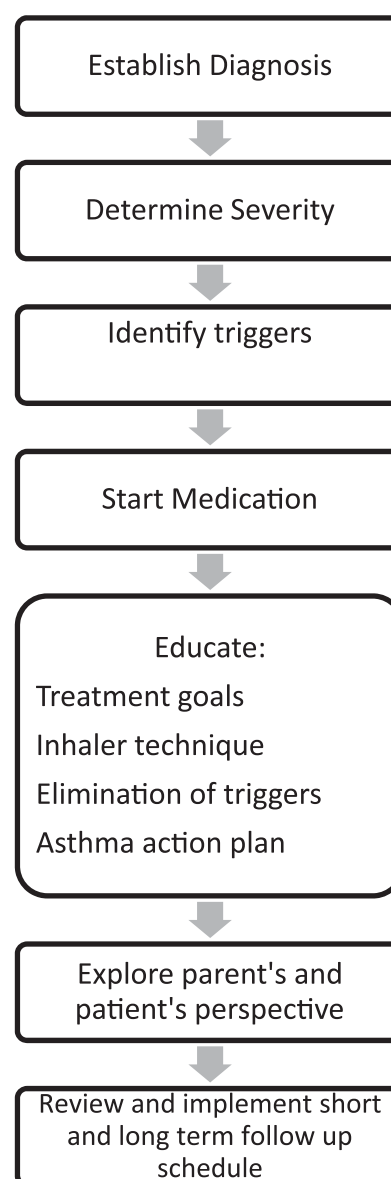 Establish Diagnosis
Determine Severity
Identify triggers
Start Medication
Educate:
Treatment goals
Inhaler technique
Elimination of triggers
Asthma action plan
Explore parent's and
patient's perspective
Review and implement short
and long term follow up
schedule